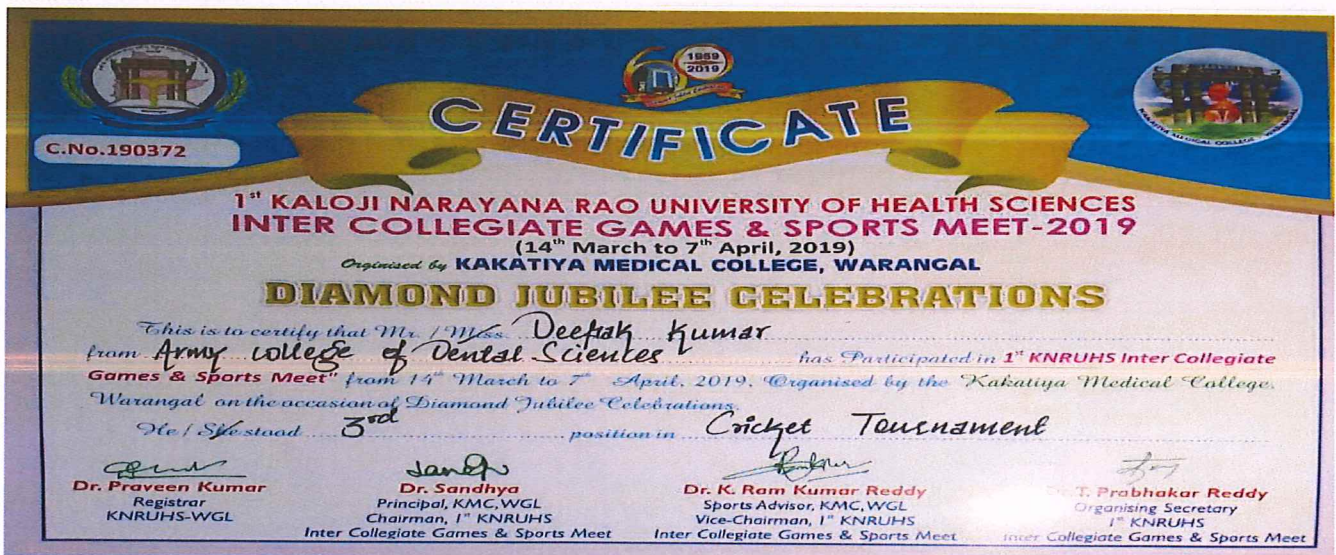 1969
2019
CERTIFICATE
KAKATIYA MEDICAL COLLEGE, WARANGAL
C.No.190372
1st KALOJI NARAYANA RAO UNIVERSITY OF HEALTH SCIENCES
INTER COLLEGIATE GAMES & SPORTS MEET-2019
(14th March to 7th April, 2019)
Orginised by KAKATIYA MEDICAL COLLEGE, WARANGAL
DIAMOND JUBILEE CELEBRATIONS
This is to certify that Mr. / Miss. Deepak Kumar
from Army college of Dental Sciences has Participated in 1st KNRUHS Inter Collegiate
Games & Sports Meet" from 14th March to 7th April, 2019, Organised by the Kakatiya Medical College,
Warangal on the occasion of Diamond Jubilee Celebrations.
He / She stood 3rd position in Cricket Tournament
Dr. Praveen Kumar
Registrar
KNRUHS-WGL
Dr. Sandhya
Principal, KMC,WGL
Chairman, 1st KNRUHS
Inter Collegiate Games & Sports Meet
Dr. K. Ram Kumar Reddy
Sports Advisor, KMC,WGL
Vice-Chairman, 1st KNRUHS
Inter Collegiate Games & Sports Meet
T. Prabhakar Reddy
Organising Secretary
1st KNRUHS
Inter Collegiate Games & Sports Meet